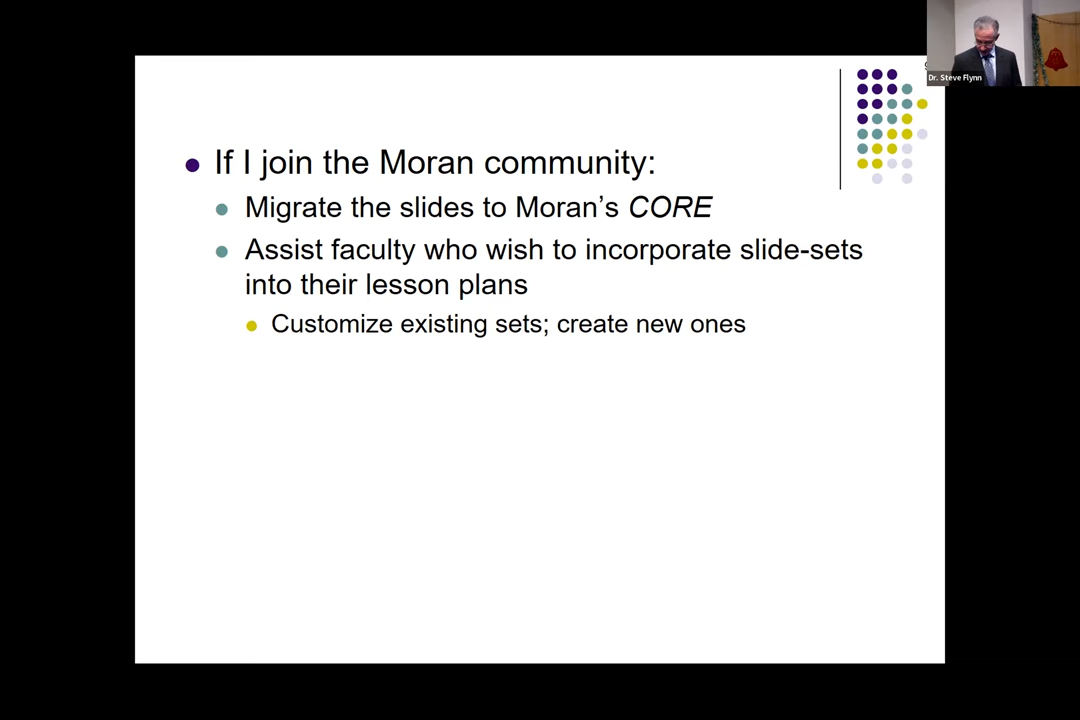 If I join the Moran community:
Migrate the slides to Moran's CORE
Assist faculty who wish to incorporate slide-sets
into their lesson plans
Customize existing sets; create new ones
Dr. Steve Flynn